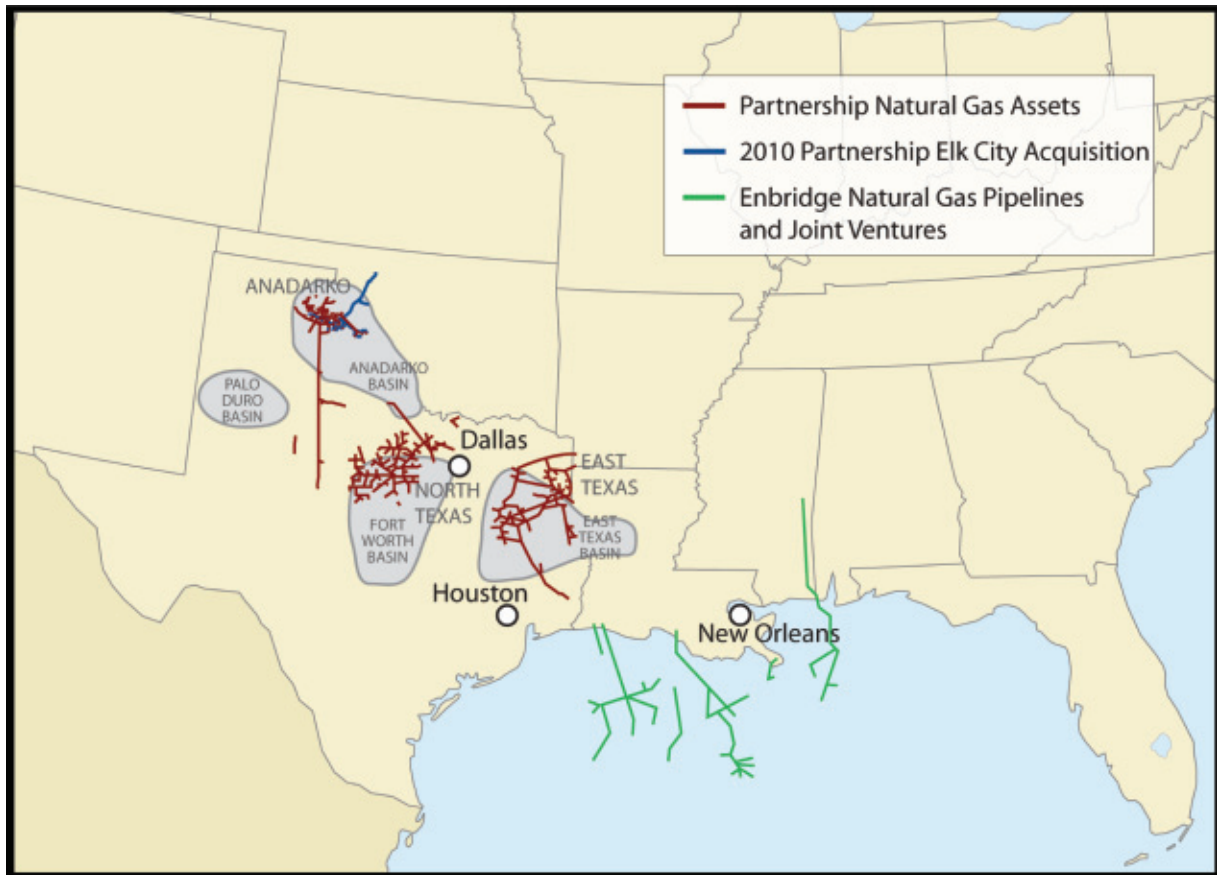 Partnership Natural Gas Assets
2010 Partnership Elk City Acquisition
Enbridge Natural Gas Pipelines
and Joint Ventures
ANADARKO
ANADARKO
BASIN
PALO
DURO
BASIN
Dallas
NORTH
TEXAS
EAST
TEXAS
FORT
WORTH
BASIN
EAST
TEXAS
BASIN
Houston
New Orleans